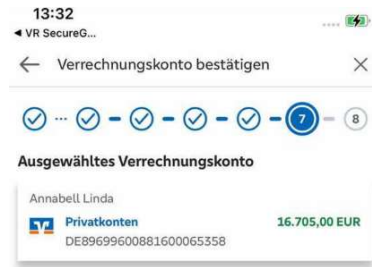 13:32
◄ VR SecureG...
← Verrechnungskonto bestätigen ×
... 7 8
Ausgewähltes Verrechnungskonto
Annabell Linda
Privatkonten 16.705,00 EUR
DE89699600881600065358